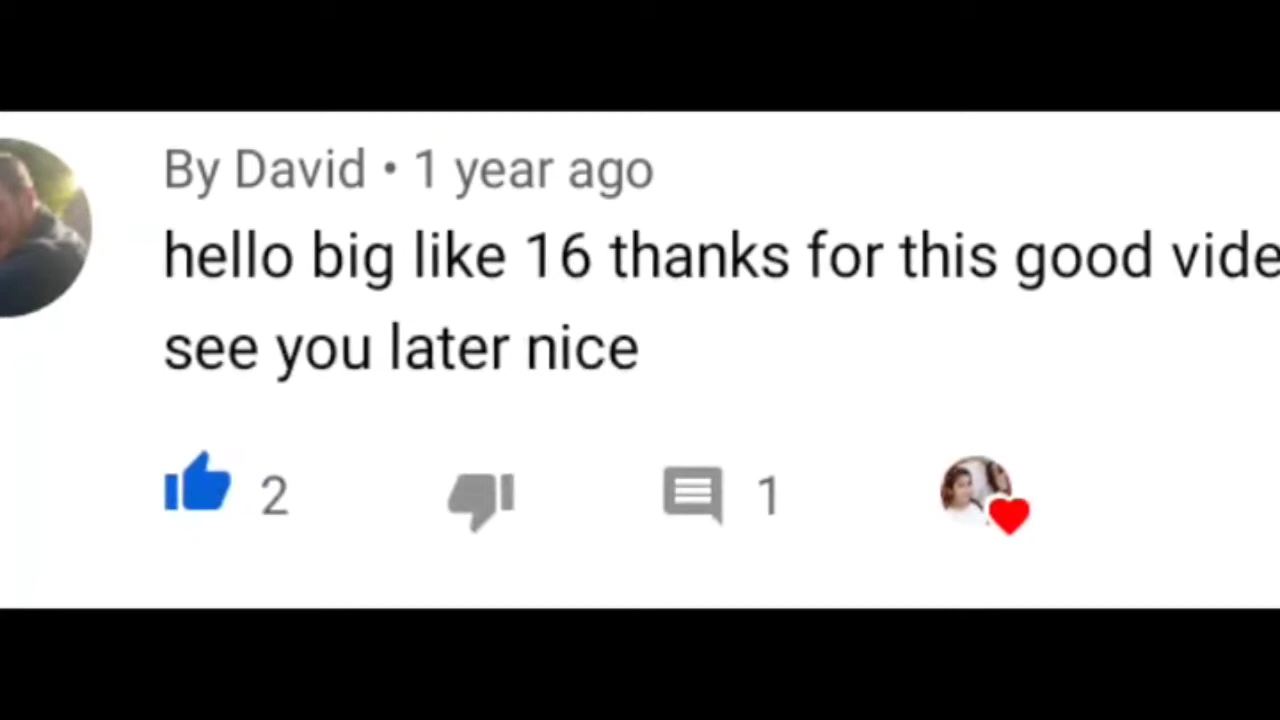 By David • 1 year ago
hello big like 16 thanks for this good vide
see you later nice
2
1